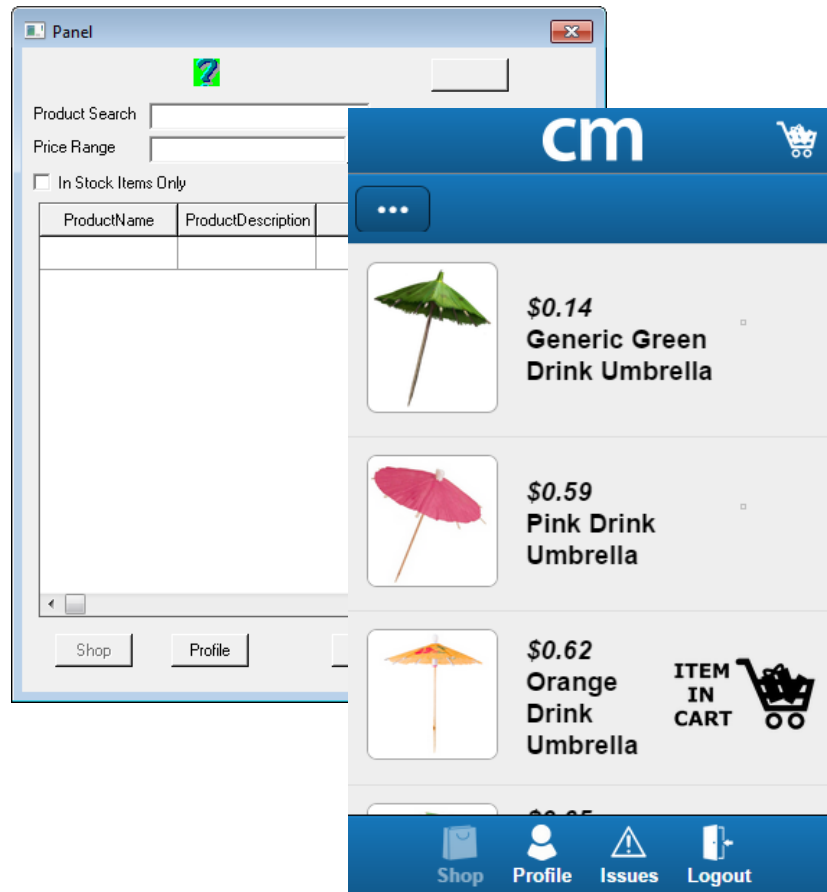 Panel
Product Search
Price Range
In Stock Items Only
ProductName ProductDescription
Shop Profile
cm
$0.14
Generic Green
Drink Umbrella
$0.59
Pink Drink
Umbrella
$0.62
Orange
Drink
Umbrella
ITEM
IN
CART
Shop Profile Issues Logout